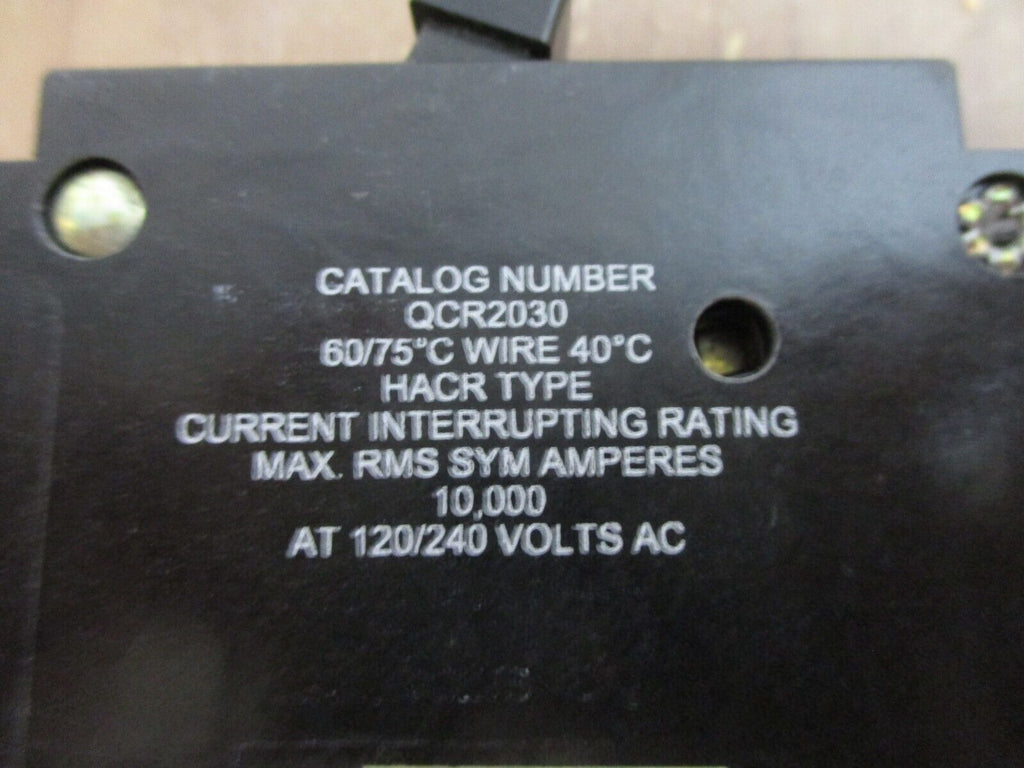 CATALOG NUMBER
QCR2030
60/75°C WIRE 40°C
HACR TYPE
CURRENT INTERRUPTING RATING
MAX. RMS SYM AMPERES
10,000
AT 120/240 VOLTS AC